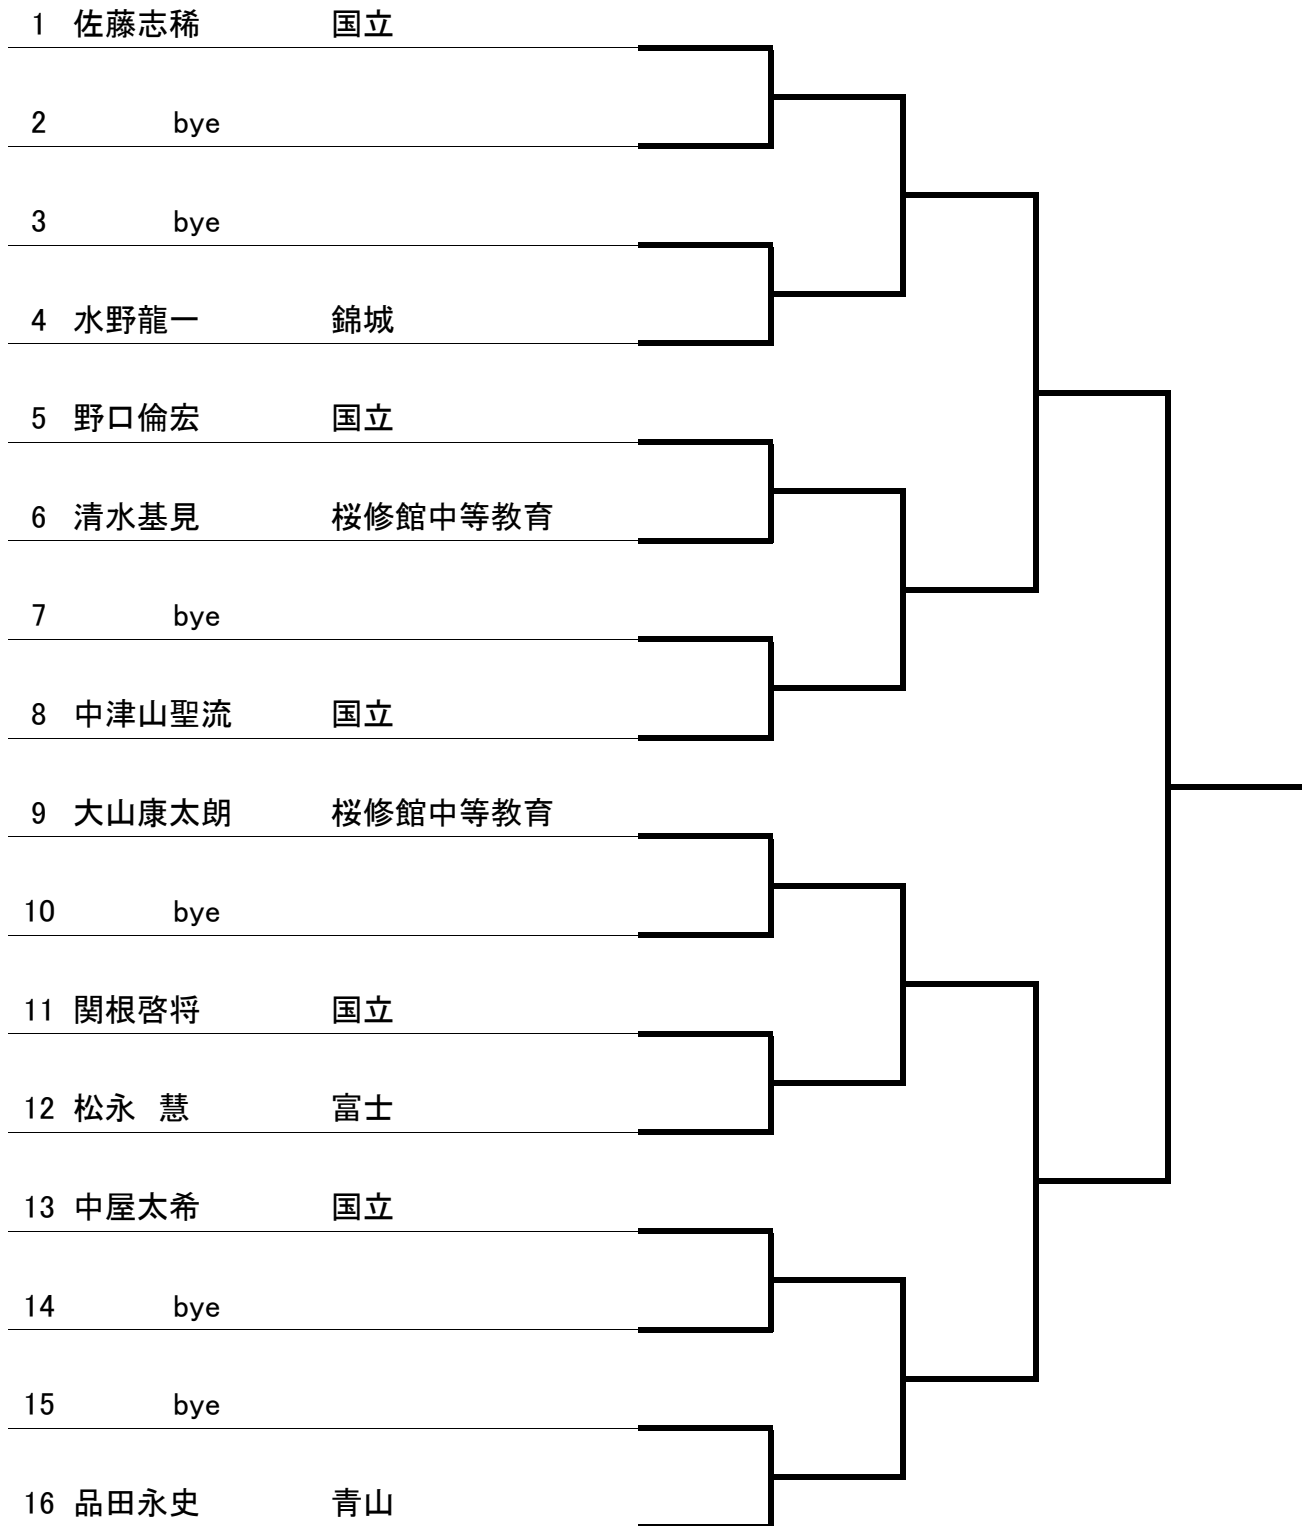 1 佐藤志稀 国立
2 bye
3 bye
4 水野龍一 錦城
5 野口倫宏 国立
6 清水基見 桜修館中等教育
7 bye
8 中津山聖流 国立
9 大山康太朗 桜修館中等教育
10 bye
11 関根啓将 国立
12 松永 慧 富士
13 中屋太希 国立
14 bye
15 bye
16 品田永史 青山